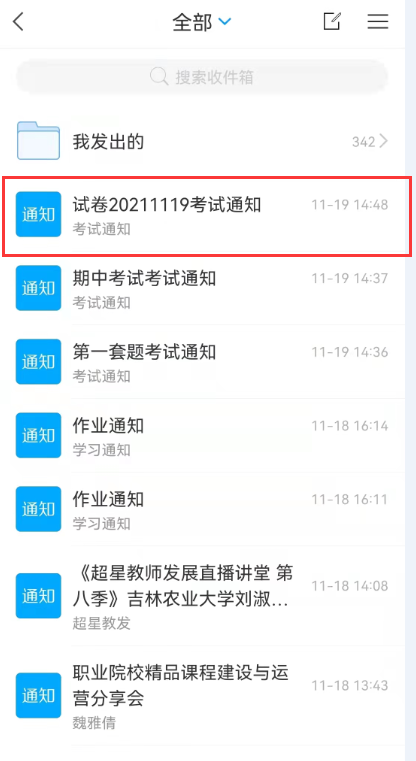 全部
搜索收件箱
我发出的
342
通知
试卷20211119考试通知
11-19 14:48
考试通知
通知
期中考试考试通知
11-19 14:37
考试通知
通知
第一套题考试通知
11-19 14:36
考试通知
通知
作业通知
11-18 16:14
学习通知
通知
作业通知
11-18 16:11
学习通知
通知
《超星教师发展直播讲堂 第
八季》吉林农业大学刘淑...
11-18 14:08
超星教发
通知
职业院校精品课程建设与运
营分享会
11-18 13:43
魏雅倩